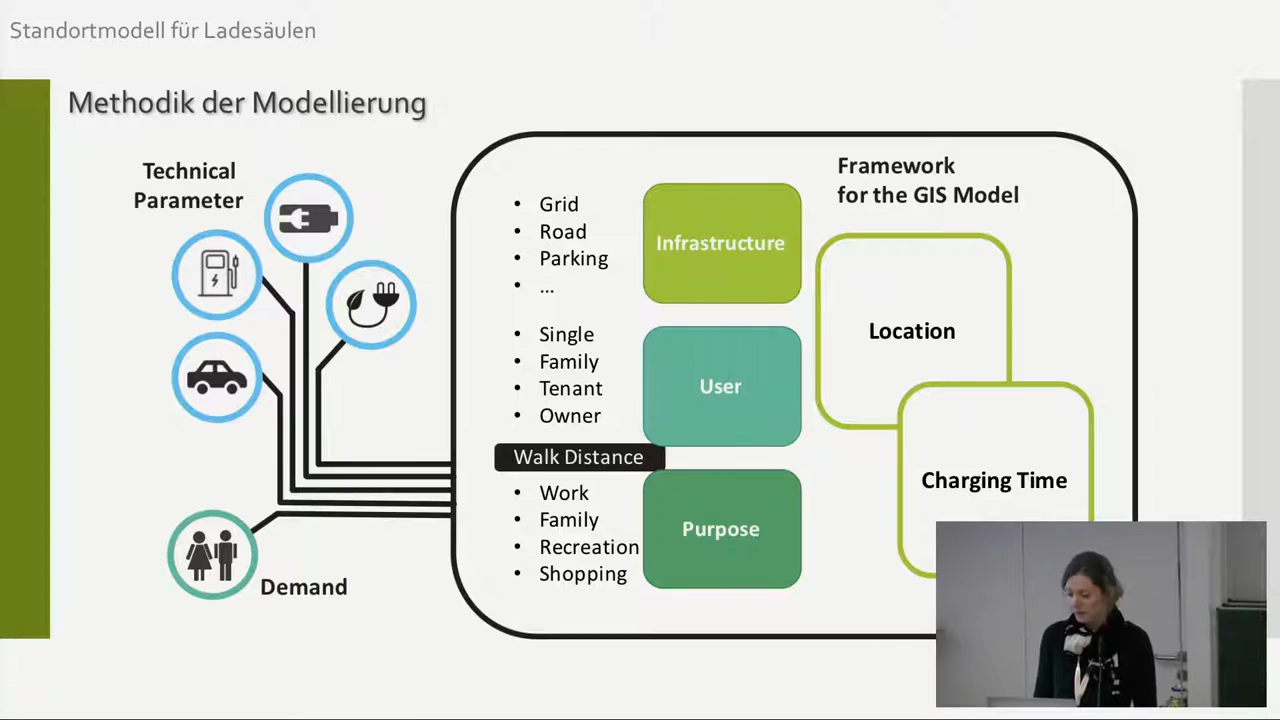 Standortmodell für Ladesäulen
Methodik der Modellierung
Technical
Parameter
Demand
• Grid
• Road
• Parking
• ...
Infrastructure
• Single
• Family
• Tenant
• Owner
User
Walk Distance
• Work
• Family
• Recreation
• Shopping
Purpose
Framework
for the GIS Model
Location
Charging Time